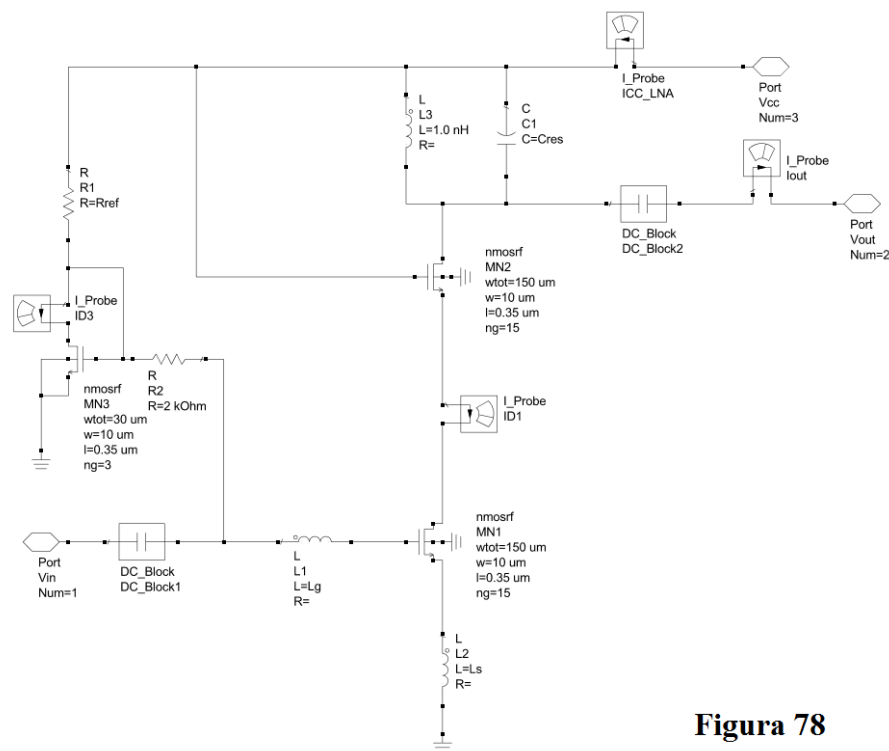 I_Probe
ICC_LNA
Port
Vcc
Num=3
L
L3
L=1.0 nH
R=
C
C1
C=Cres
I_Probe
Iout
R
R1
R=Rref
DC_Block
DC_Block2
Port
Vout
Num=2
nmosrf
MN2
wtot=150 um
w=10 um
l=0.35 um
ng=15
I_Probe
ID3
R
R2
R=2 kOhm
nmosrf
MN3
wtot=30 um
w=10 um
l=0.35 um
ng=3
I_Probe
ID1
nmosrf
MN1
wtot=150 um
w=10 um
l=0.35 um
ng=15
Port
Vin
Num=1
DC_Block
DC_Block1
L
L1
L=Lg
R=
L
L2
L=Ls
R=
Figura 78